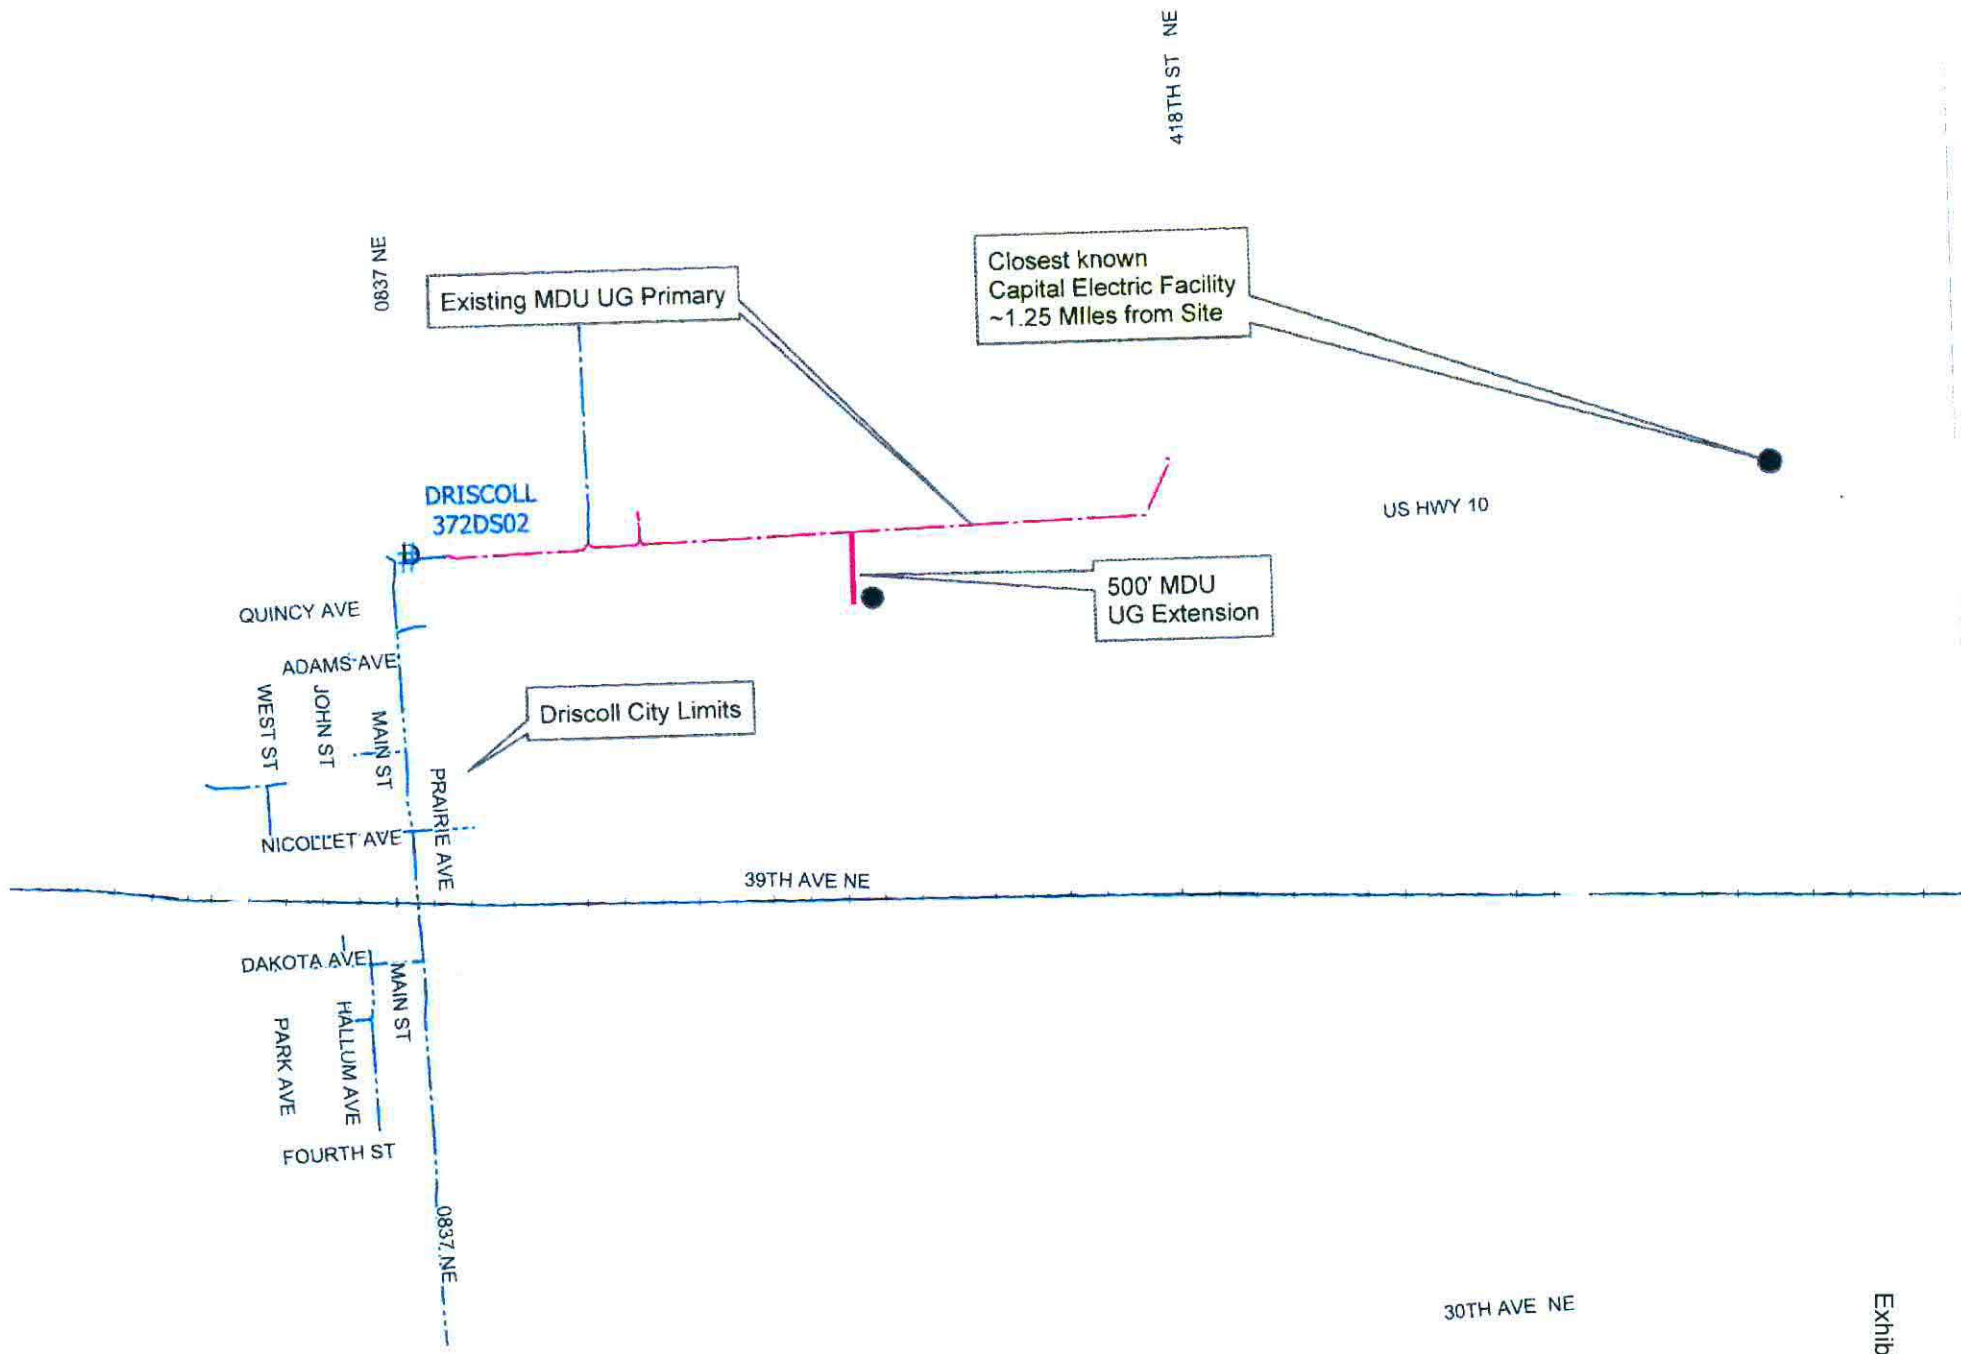 418TH ST NE
0837 NE
Existing MDU UG Primary
Closest known
Capital Electric Facility
~1.25 MIles from Site
DRISCOLL
372DS02
US HWY 10
500' MDU
UG Extension
QUINCY AVE
ADAMS AVE
WEST ST
JOHN ST
MAIN ST
Driscoll City Limits
PRAIRIE AVE
NICOLLET AVE
39TH AVE NE
DAKOTA AVE
MAIN ST
HALLUM AVE
PARK AVE
FOURTH ST
0837 NE
30TH AVE NE
Exhib